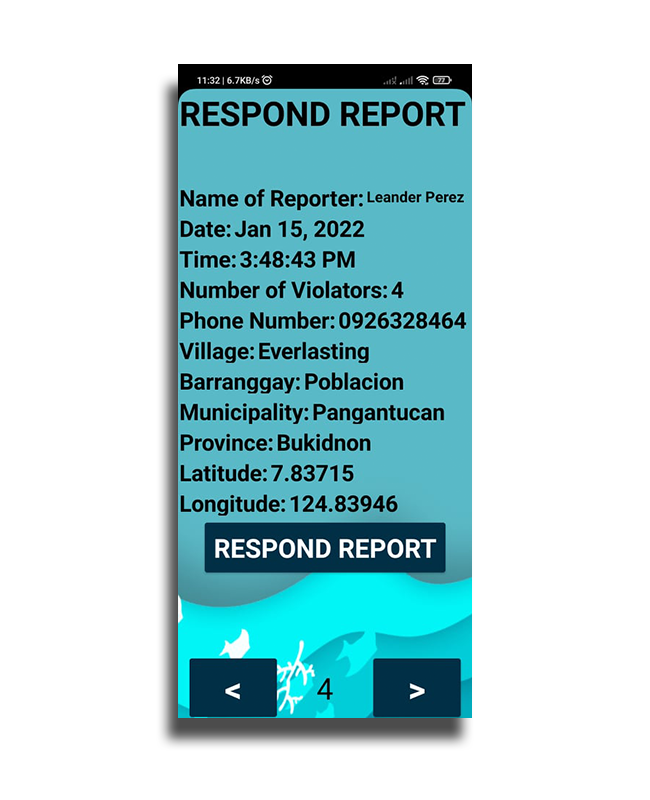 11:32 | 6.7KB/s
77
RESPOND REPORT
Name of Reporter: Leander Perez
Date: Jan 15, 2022
Time: 3:48:43 PM
Number of Violators: 4
Phone Number: 0926328464
Village: Everlasting
Barranggay: Poblacion
Municipality: Pangantucan
Province: Bukidnon
Latitude: 7.83715
Longitude: 124.83946
RESPOND REPORT
< 4 >